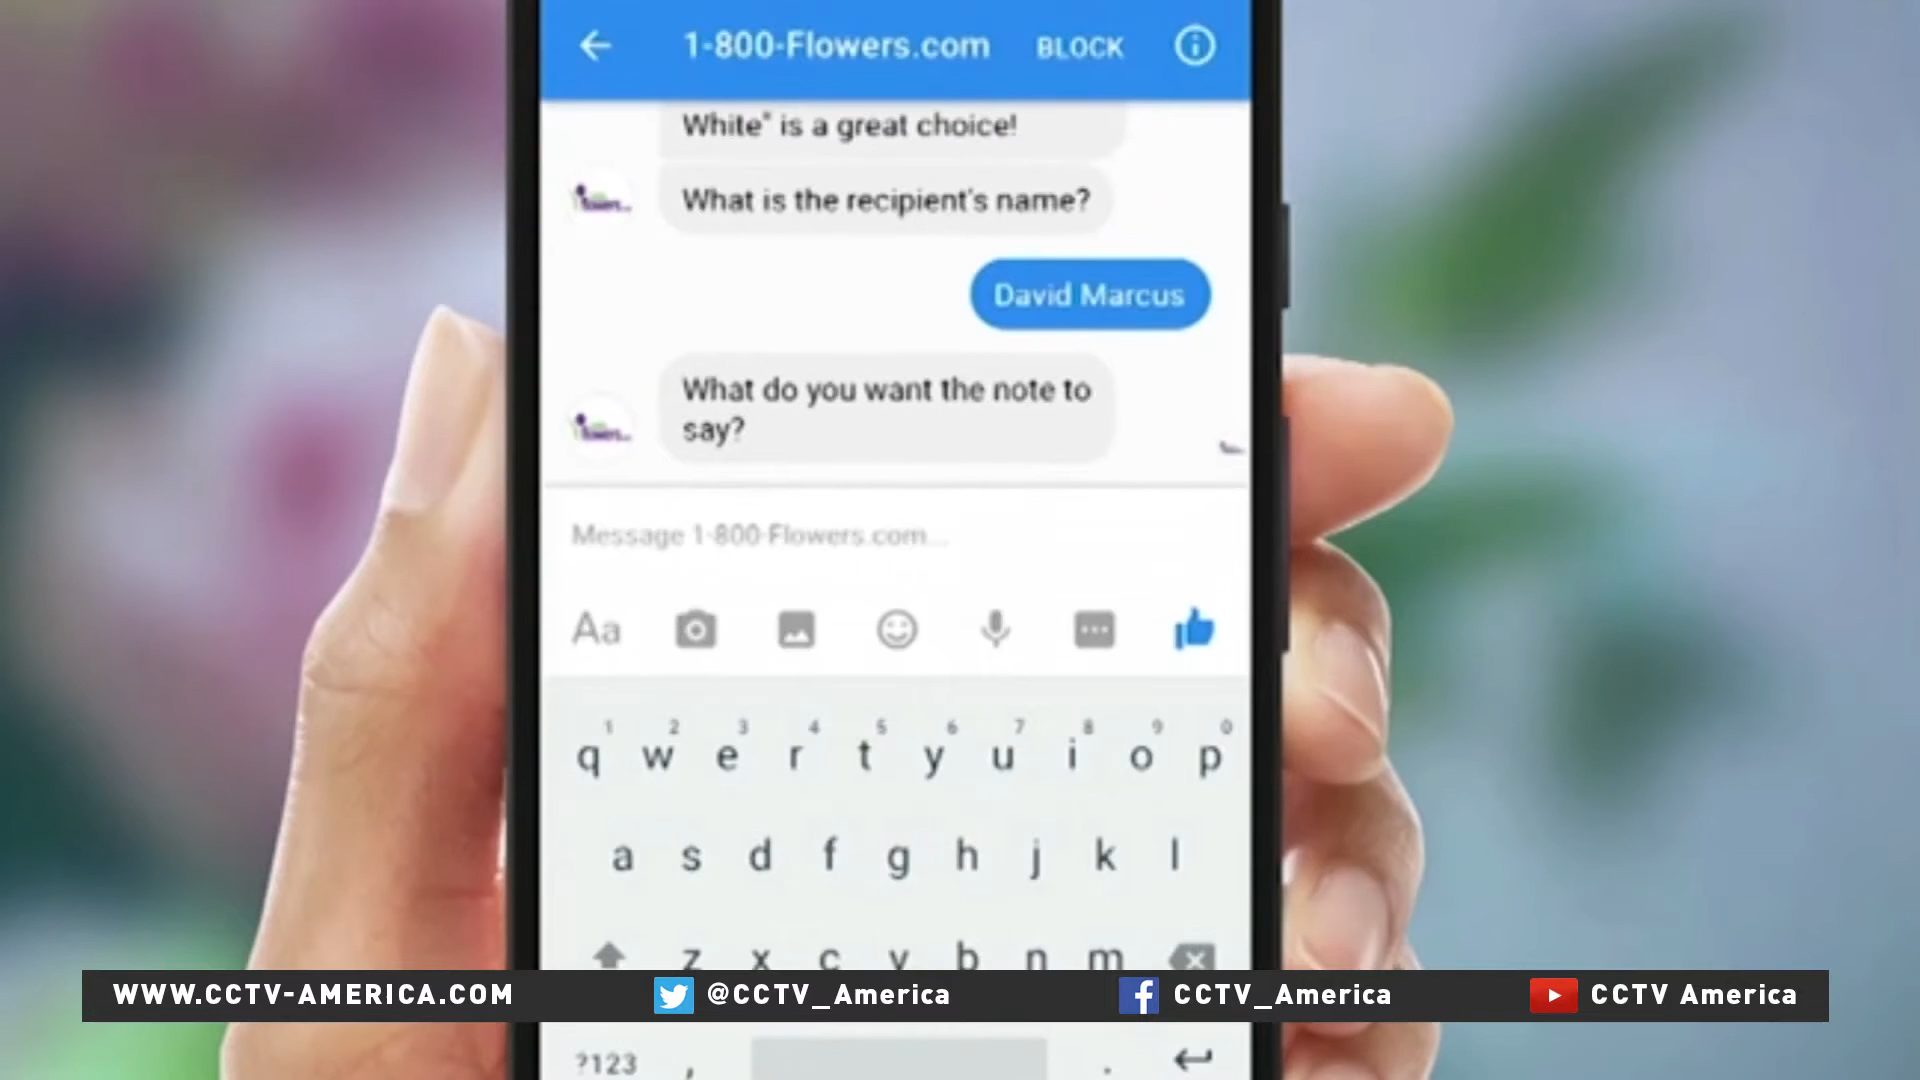 1-800-Flowers.com BLOCK
White" is a great choice!
What is the recipient's name?
David Marcus
What do you want the note to
say?
Message 1-800-Flowers.com...
Aa
1 2 3 4 5 6 7 8 9 0
q w e r t y u i o p
a s d f g h j k l
z x c v b n m
WWW.CCTV-AMERICA.COM @CCTV_America CCTV_America CCTV America
?123 , .